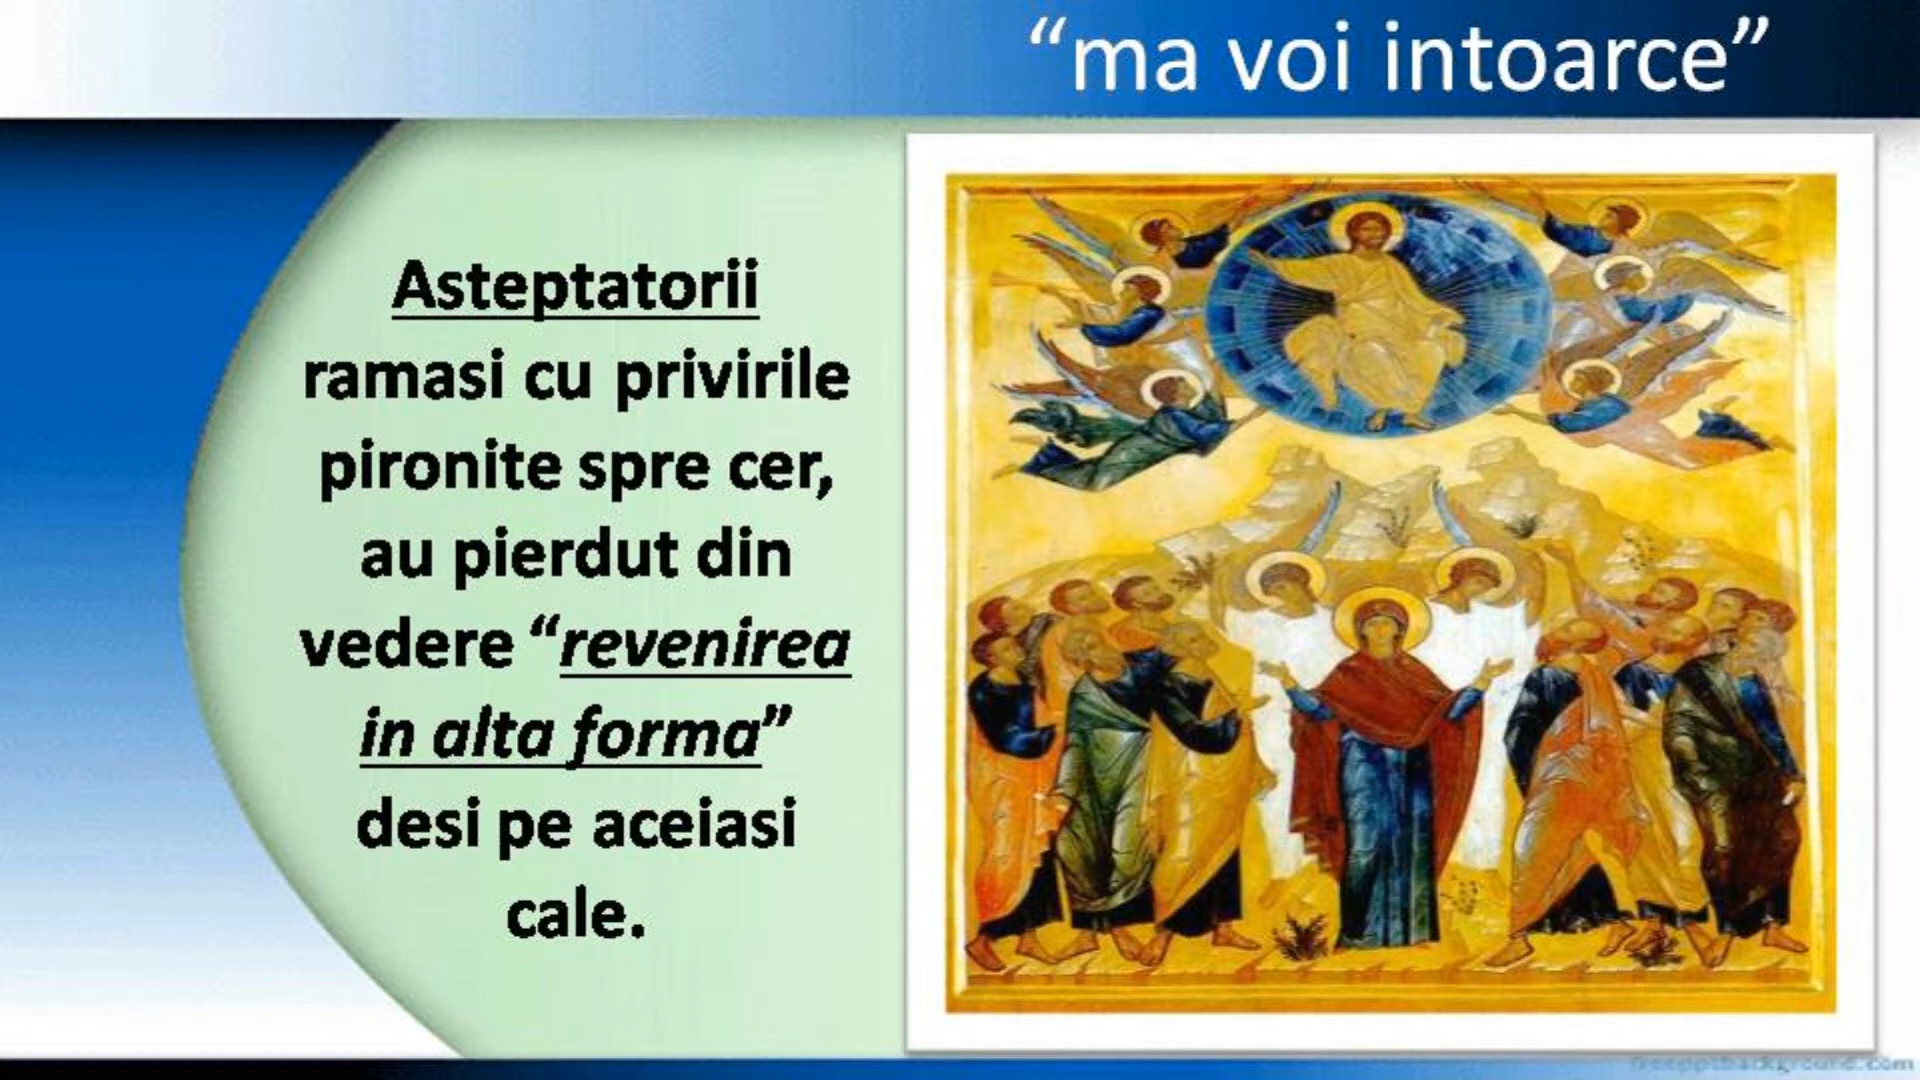 “ma voi intoarce”
Asteptatorii
ramasi cu privirile
pironite spre cer,
au pierdut din
vedere “revenirea
in alta forma”
desi pe aceiasi
cale.